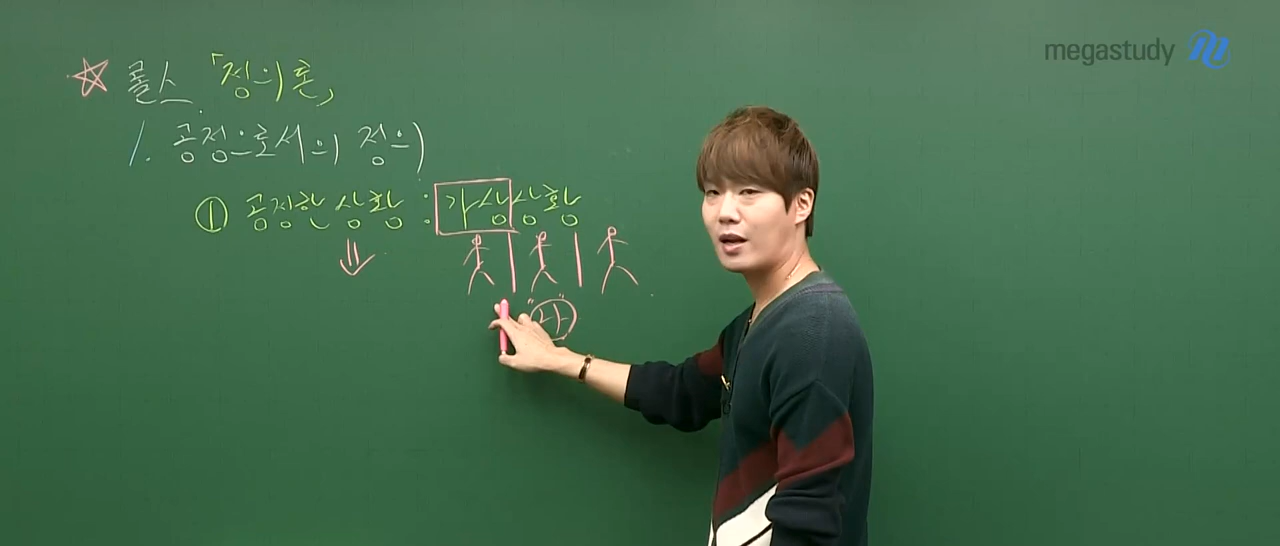 megastudy
☆ 롤스 「정의론」
1. 공정으로서의 정의
① 공정한 상황 : 가상상황
"나"